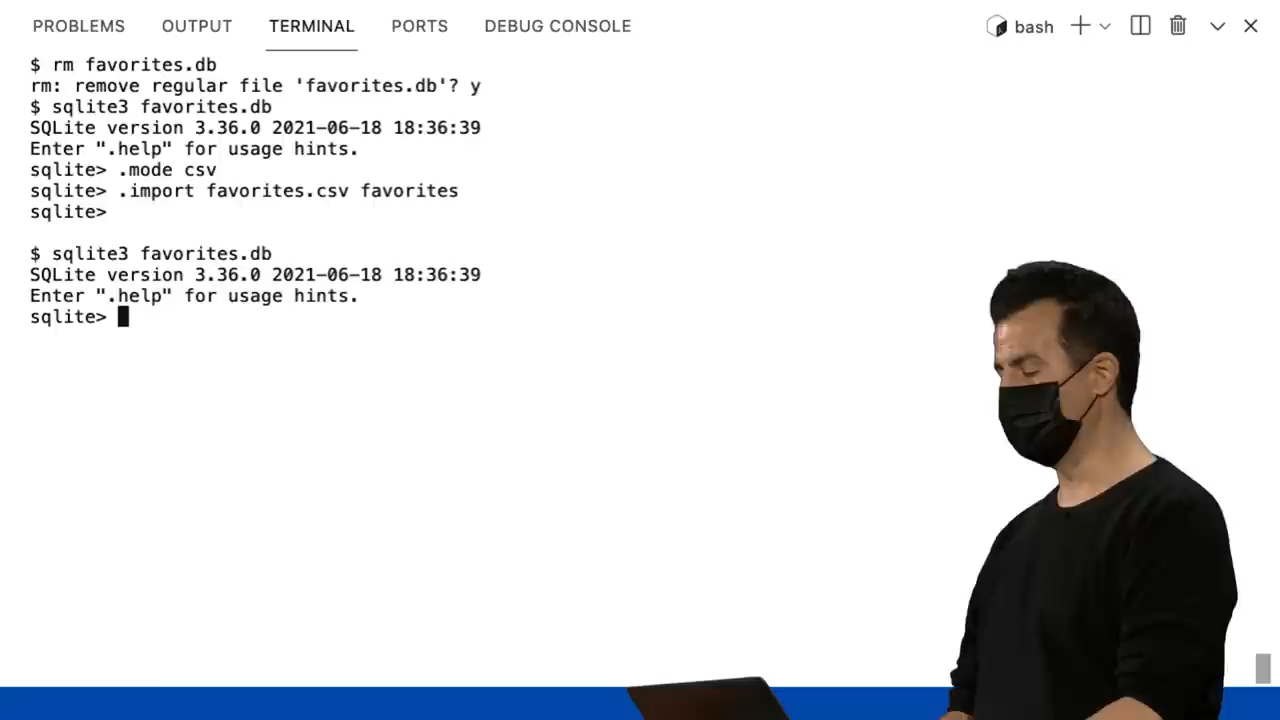 PROBLEMS OUTPUT TERMINAL PORTS DEBUG CONSOLE bash
$ rm favorites.db
rm: remove regular file 'favorites.db'? y
$ sqlite3 favorites.db
SQLite version 3.36.0 2021-06-18 18:36:39
Enter ".help" for usage hints.
sqlite> .mode csv
sqlite> .import favorites.csv favorites
sqlite>
$ sqlite3 favorites.db
SQLite version 3.36.0 2021-06-18 18:36:39
Enter ".help" for usage hints.
sqlite>